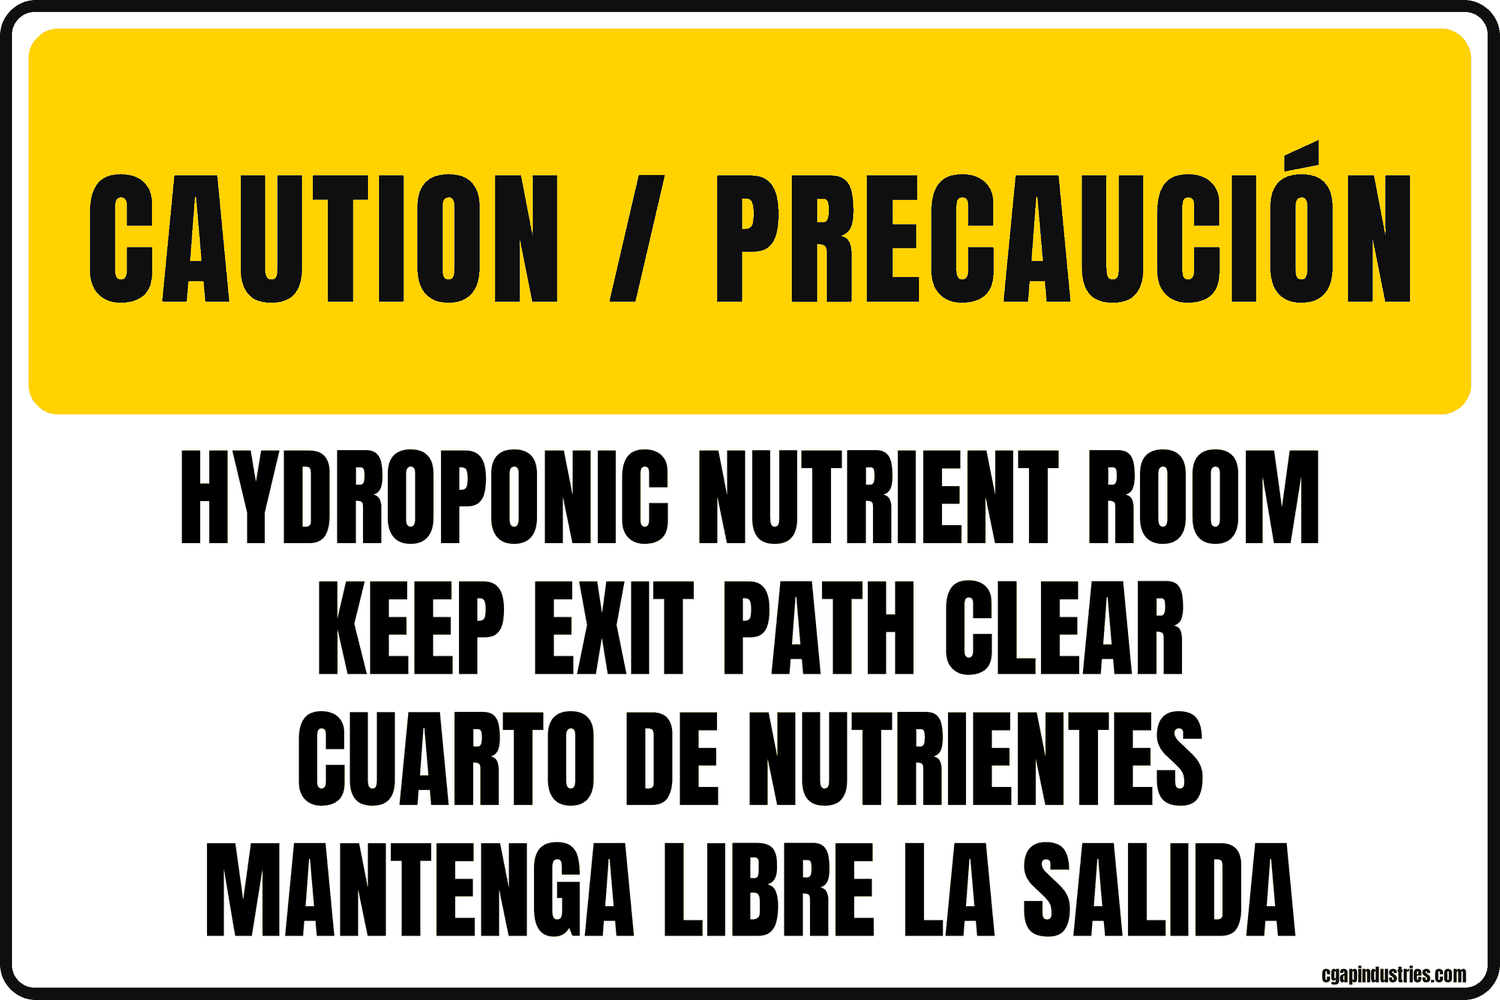 CAUTION / PRECAUCIÓN
HYDROPONIC NUTRIENT ROOM
KEEP EXIT PATH CLEAR
CUARTO DE NUTRIENTES
MANTENGA LIBRE LA SALIDA
cgapindustries.com